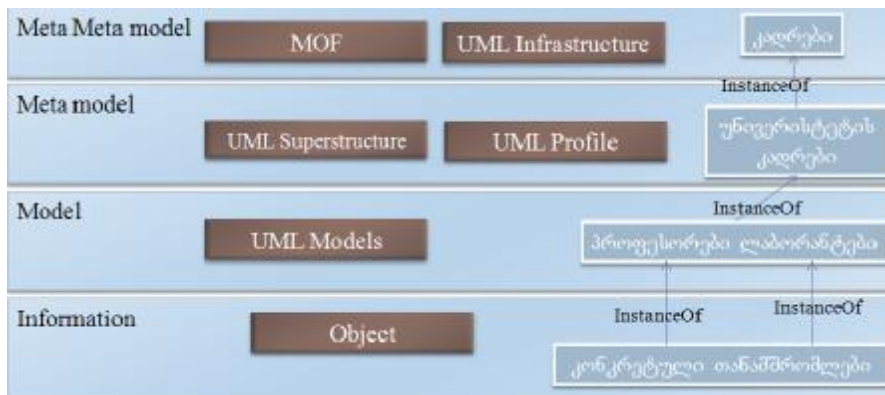 Meta Meta model
MOF
UML Infrastructure
კადრები
InstanceOf
Meta model
UML Superstructure
UML Profile
უნივერისტეტის
კადრები
InstanceOf
Model
UML Models
პროფესორები ლაბორანტები
InstanceOf
InstanceOf
Information
Object
კონკრეტული თანამშრომლები